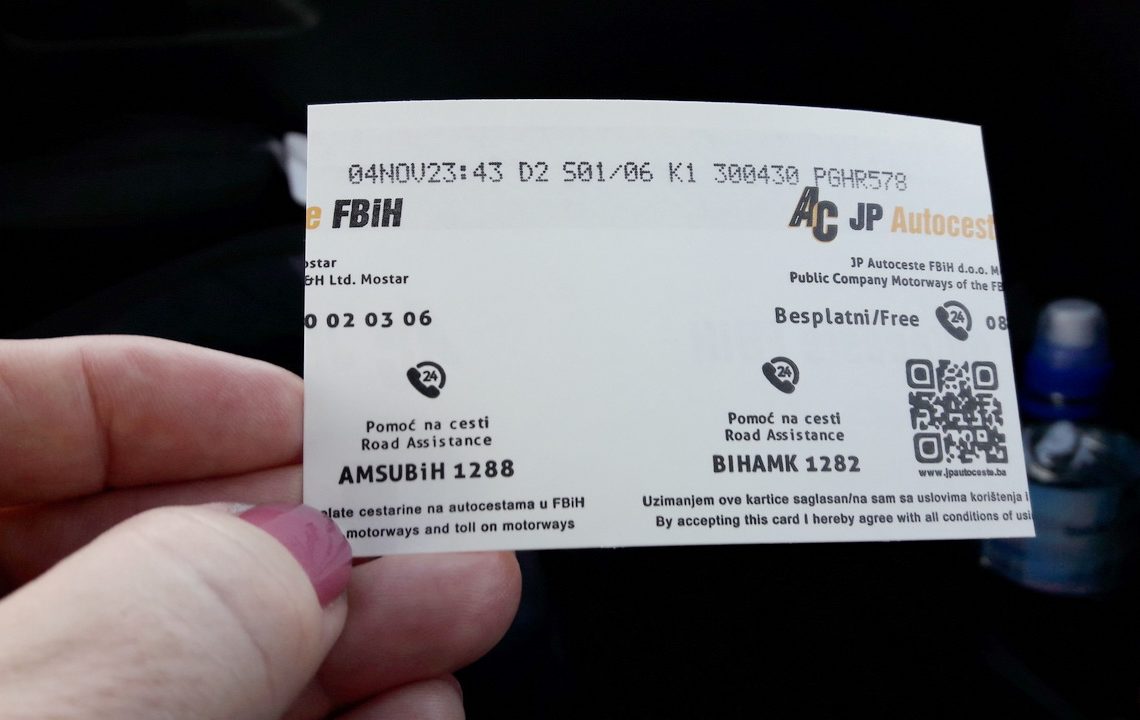 04NOV23:43 D2 S01/06 K1 300430 PGHR578
e FBiH
AC JP Autocest
ostar
&H Ltd. Mostar
JP Autoceste FBiH d.o.o. M
Public Company Motorways of the FB
0 02 03 06
Besplatni/Free 24 08
24
Pomoć na cesti
Road Assistance
AMSUBiH 1288
24
Pomoć na cesti
Road Assistance
BIHAMK 1282
www.jpautoceste.ba
plate cestarine na autocestama u FBiH
motorways and toll on motorways
Uzimanjem ove kartice saglasan/na sam sa uslovima korištenja i
By accepting this card I hereby agree with all conditions of usi